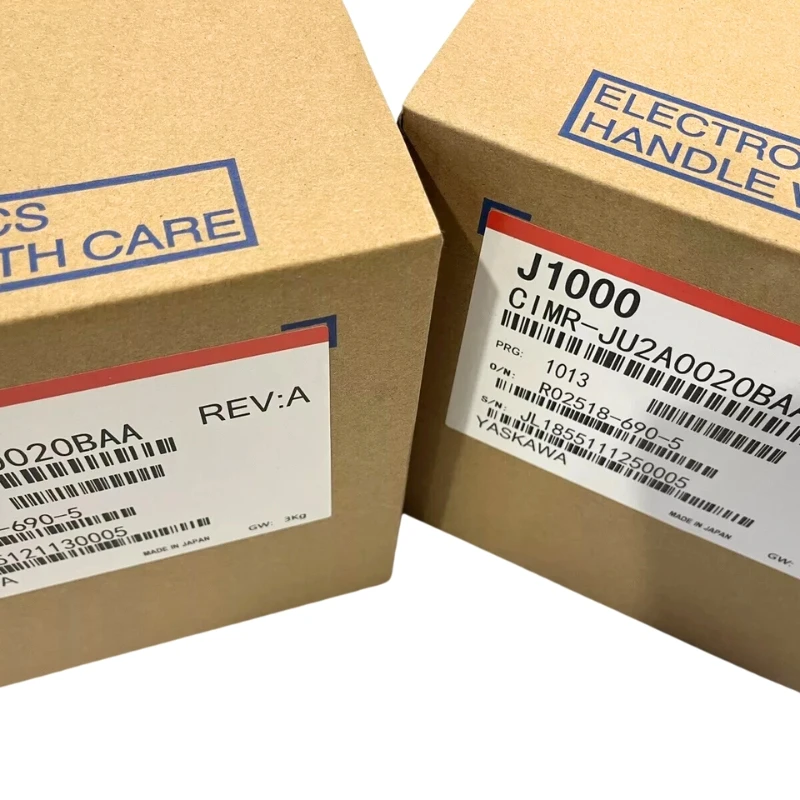 CS
TH CARE
REV:A
0020BAA
-690-5
6121130005
A
MADE IN JAPAN
GW: 3Kg
ELECTRO
HANDLE W
J1000
CIMR-JU2A0020BAA
PRG: 1013
O/N: R02518-690-5
S/N: JL1855111250005
YASKAWA
MADE IN JAPAN
GW: